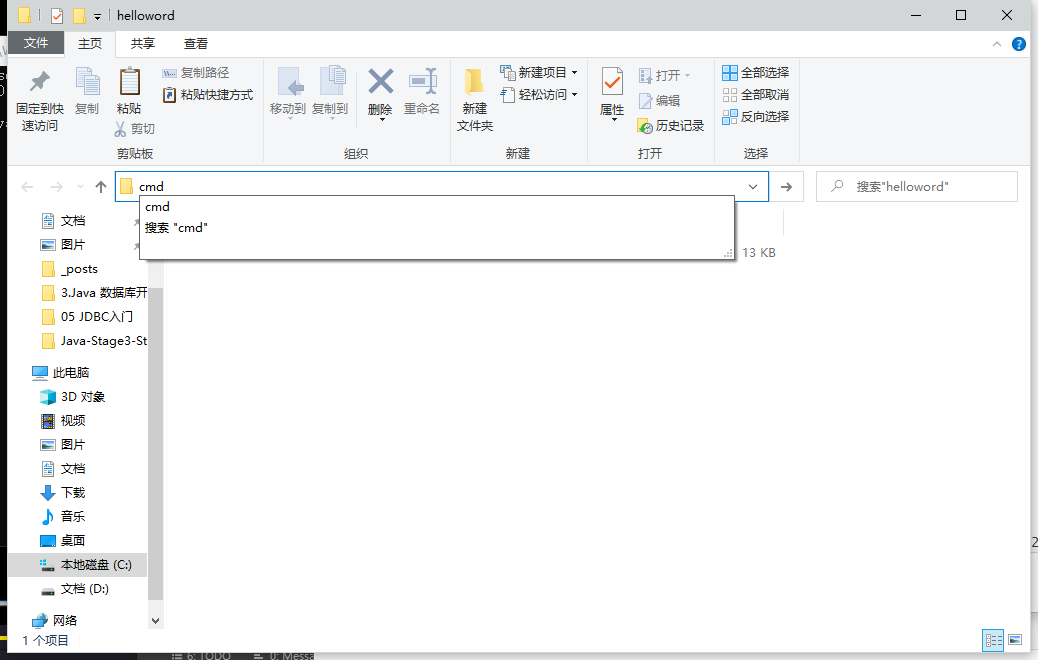 helloword
文件 主页 共享 查看
固定到快速访问
复制
粘贴
复制路径
粘贴快捷方式
剪切
剪贴板
移动到
复制到
删除
重命名
组织
新建文件夹
新建项目
轻松访问
新建
属性
打开
编辑
历史记录
打开
全部选择
全部取消
反向选择
选择
cmd
搜索"helloword"
cmd
搜索 "cmd"
13 KB
文档
图片
_posts
3.Java 数据库开
05 JDBC入门
Java-Stage3-St
此电脑
3D 对象
视频
图片
文档
下载
音乐
桌面
本地磁盘 (C:)
文档 (D:)
网络
1 个项目
6: TODO 0: Messa